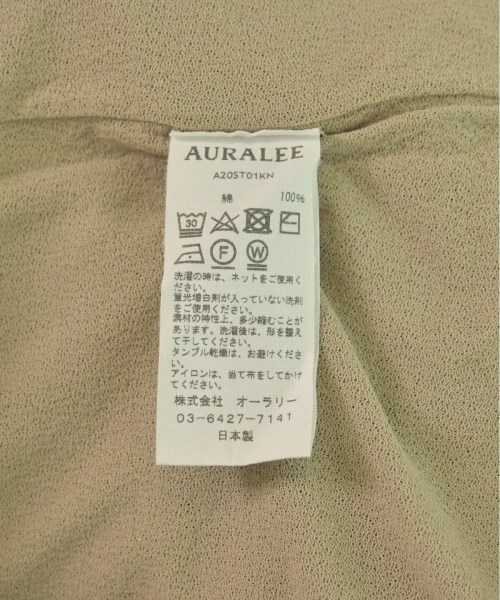 AURALEE
A20ST01KN
綿 100%
30
F W
洗濯の時は、ネットをご使用く
ださい。
蛍光増白剤が入っていない洗剤
をご使用ください。
素材の特性上、多少縮むことが
あります。洗濯後は、形を整え
て干してください。
タンブル乾燥は、お避けくださ
い。
アイロンは、当て布をしてかけ
てください。
株式会社 オーラリー
03-6427-7141
日本製